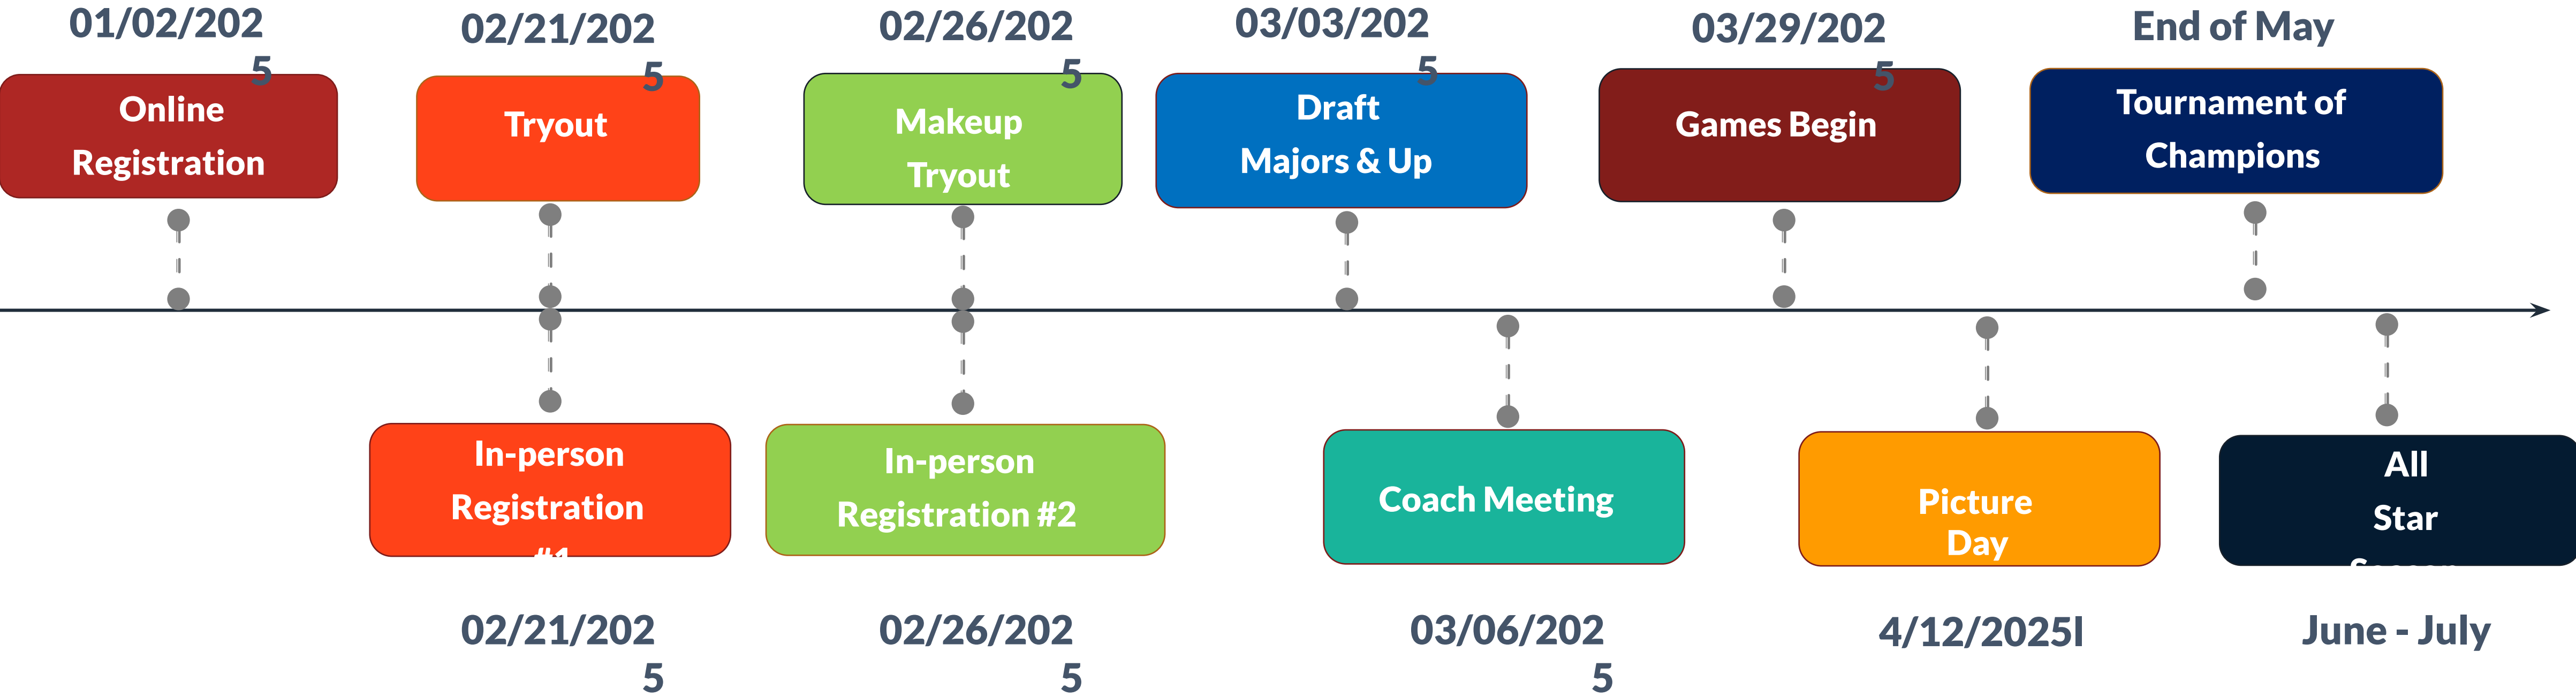 01/02/202
5
Online
Registration
02/21/202
5
Tryout
02/26/202
5
Makeup
Tryout
03/03/202
5
Draft
Majors & Up
03/29/202
5
Games Begin
End of May
Tournament of
Champions
In-person
Registration
#1
02/21/202
5
In-person
Registration #2
02/26/202
5
Coach Meeting
03/06/202
5
Picture
Day
4/12/2025l
All
Star
Season
June - July